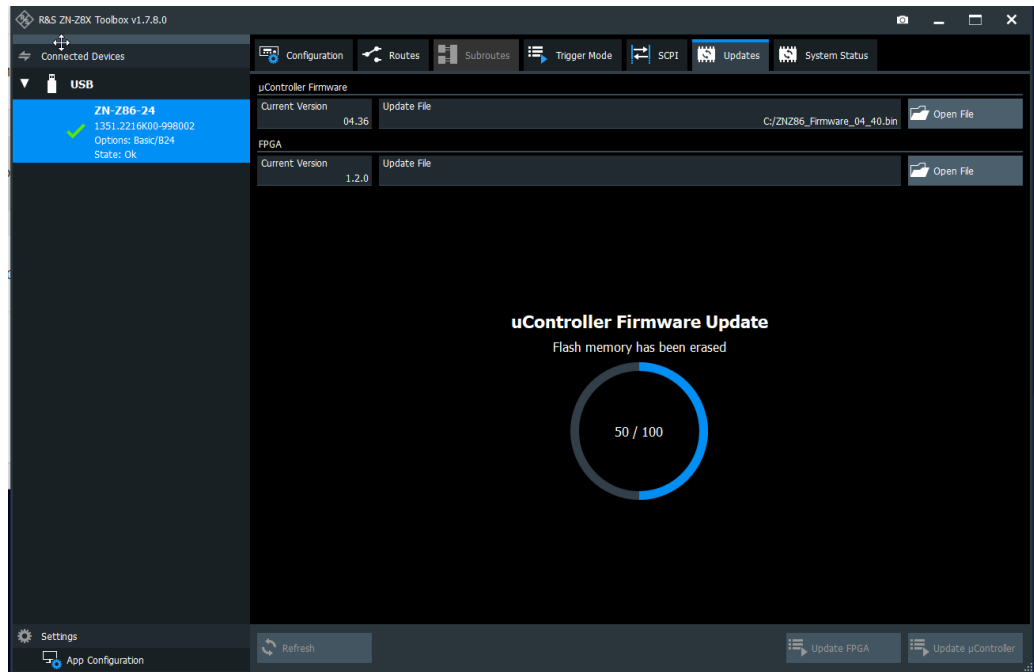 R&S ZN-Z8X Toolbox v1.7.8.0
Connected Devices
USB
ZN-Z86-24
1351.2216K00-998002
Options: Basic/B24
State: Ok
Configuration
Routes
Subroutes
Trigger Mode
SCPI
Updates
System Status
µController Firmware
Current Version
04.36
Update File
C:/ZNZ86_Firmware_04_40.bin
Open File
FPGA
Current Version
1.2.0
Update File
Open File
uController Firmware Update
Flash memory has been erased
50 / 100
Settings
App Configuration
Refresh
Update FPGA
Update µController